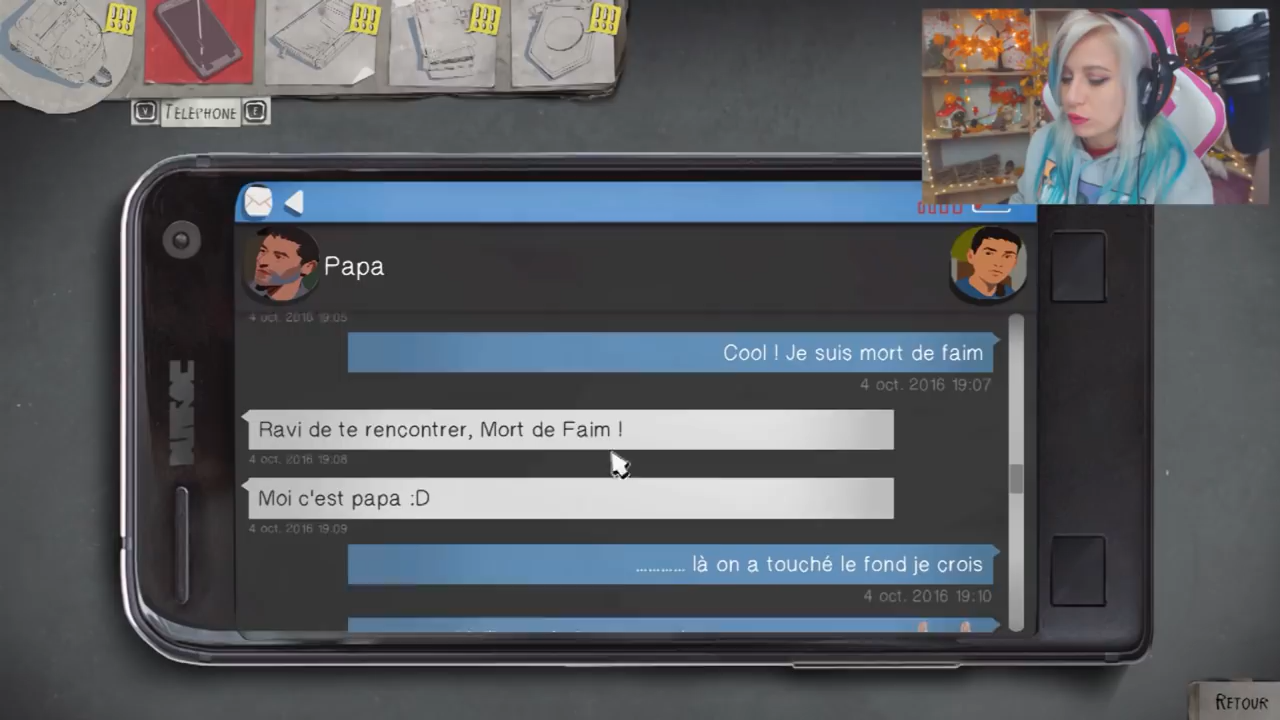 TELEPHONE
Papa
4 oct. 2016 19:05
Cool ! Je suis mort de faim
4 oct. 2016 19:07
Ravi de te rencontrer, Mort de Faim !
4 oct. 2016 19:08
Moi c'est papa :D
4 oct. 2016 19:09
............ là on a touché le fond je crois
4 oct. 2016 19:10
RETOUR